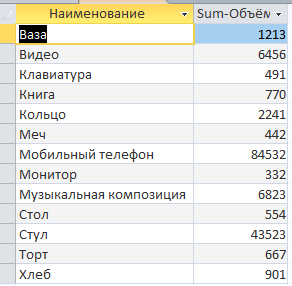 Наименование Sum-Объём
Ваза 1213
Видео 6456
Клавиатура 491
Книга 770
Кольцо 2241
Меч 442
Мобильный телефон 84532
Монитор 332
Музыкальная композиция 6823
Стол 554
Стул 43523
Торт 667
Хлеб 901